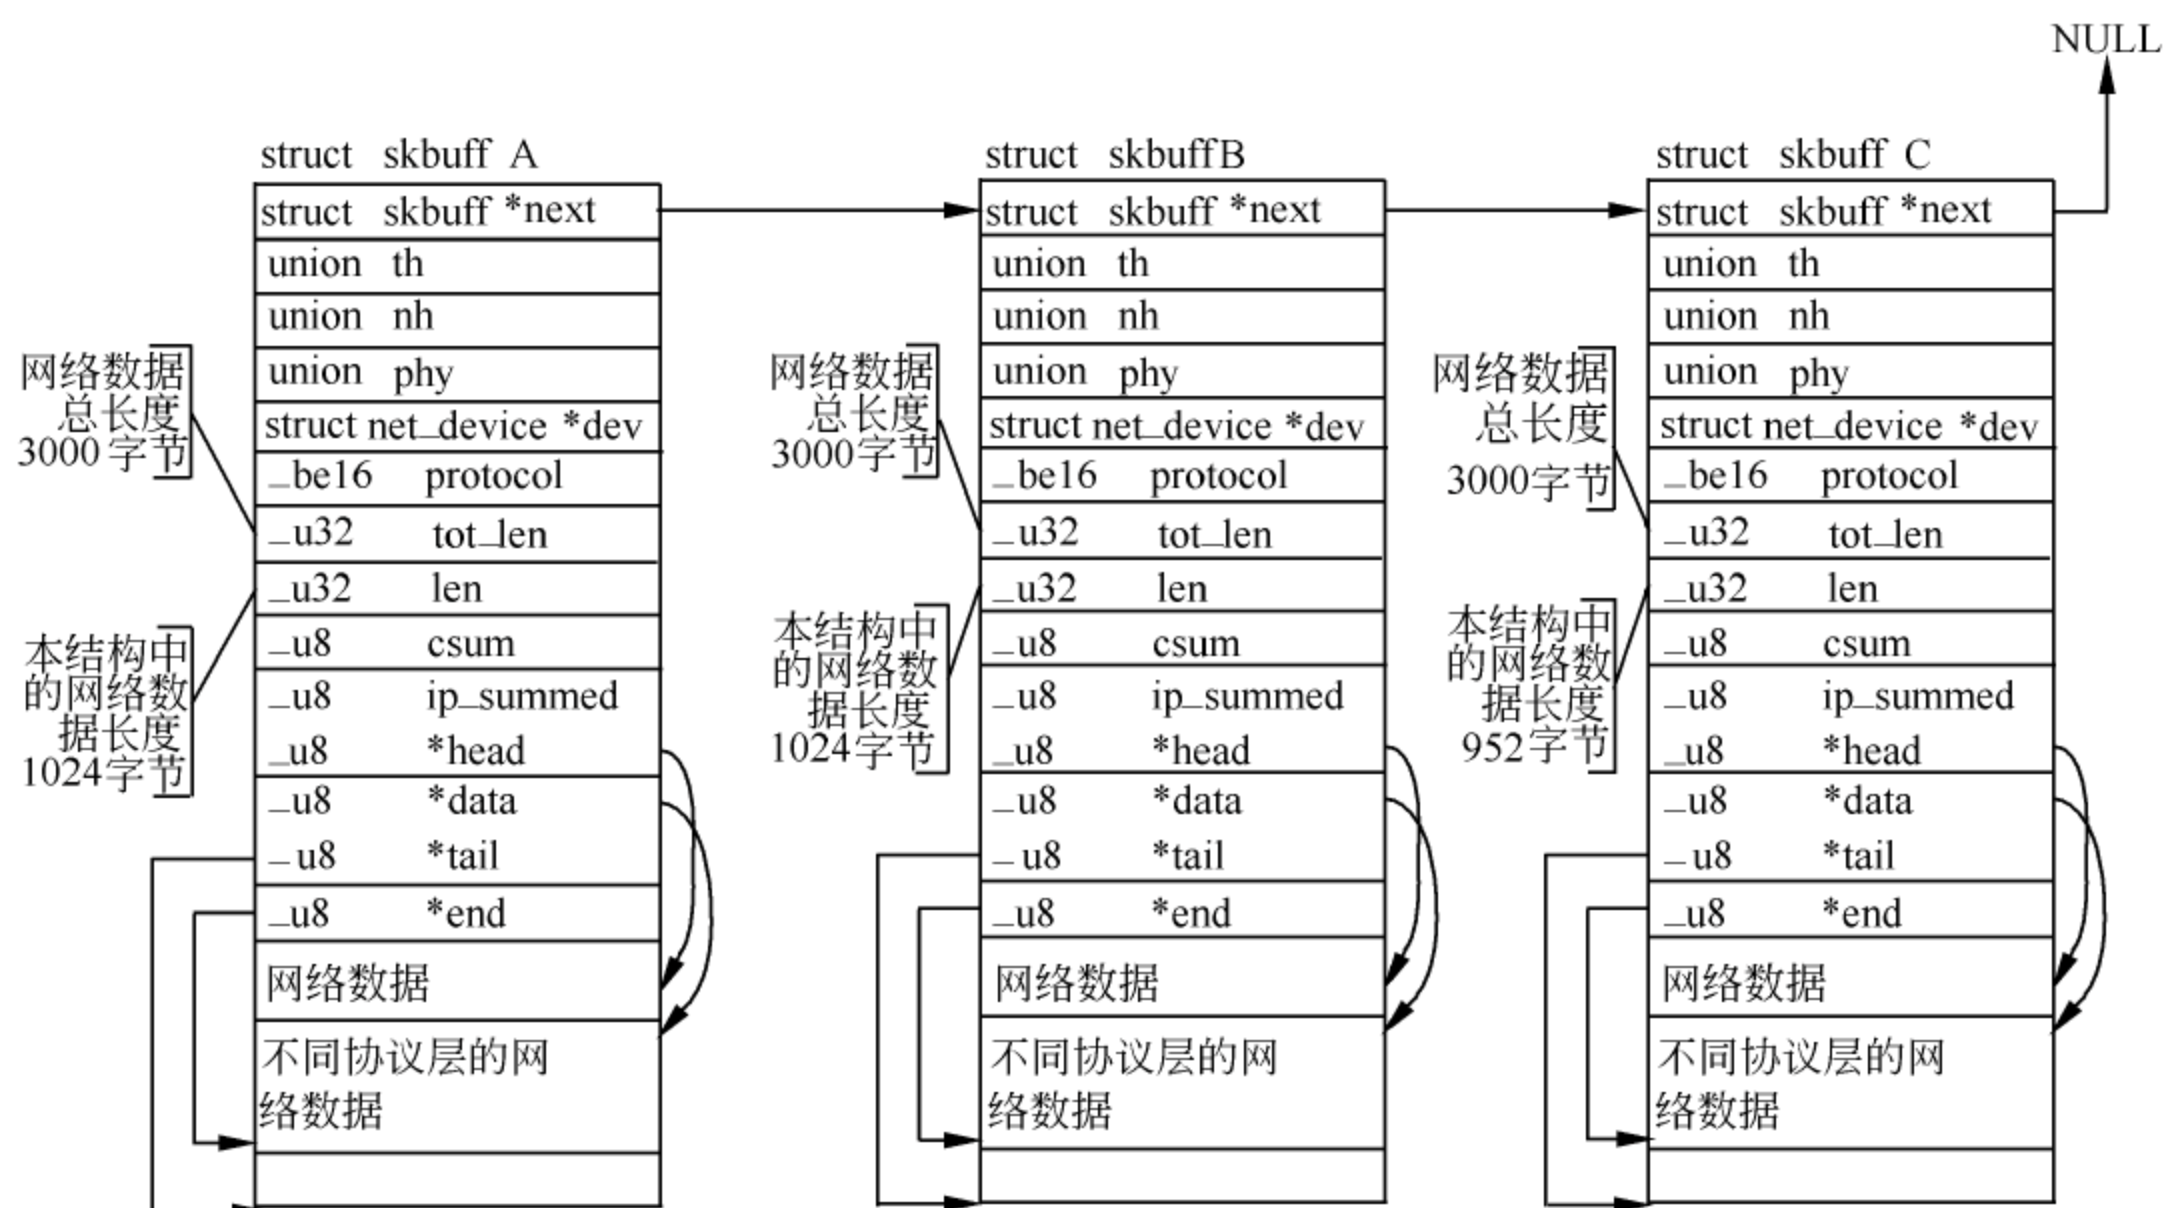 NULL
struct skbuff A
struct skbuff *next
union th
union nh
union phy
struct net_device *dev
_be16 protocol
_u32 tot_len
_u32 len
_u8 csum
_u8 ip_summed
_u8 *head
_u8 *data
_u8 *tail
_u8 *end
网络数据
不同协议层的网
络数据
网络数据
总长度
3000字节
本结构中
的网络数
据长度
1024字节
struct skbuffB
struct skbuff *next
union th
union nh
union phy
struct net_device *dev
_be16 protocol
_u32 tot_len
_u32 len
_u8 csum
_u8 ip_summed
_u8 *head
_u8 *data
_u8 *tail
_u8 *end
网络数据
不同协议层的网
络数据
网络数据
总长度
3000字节
本结构中
的网络数
据长度
1024字节
struct skbuff C
struct skbuff *next
union th
union nh
union phy
struct net_device *dev
_be16 protocol
_u32 tot_len
_u32 len
_u8 csum
_u8 ip_summed
_u8 *head
_u8 *data
_u8 *tail
_u8 *end
网络数据
不同协议层的网
络数据
网络数据
总长度
3000字节
本结构中
的网络数
据长度
952字节